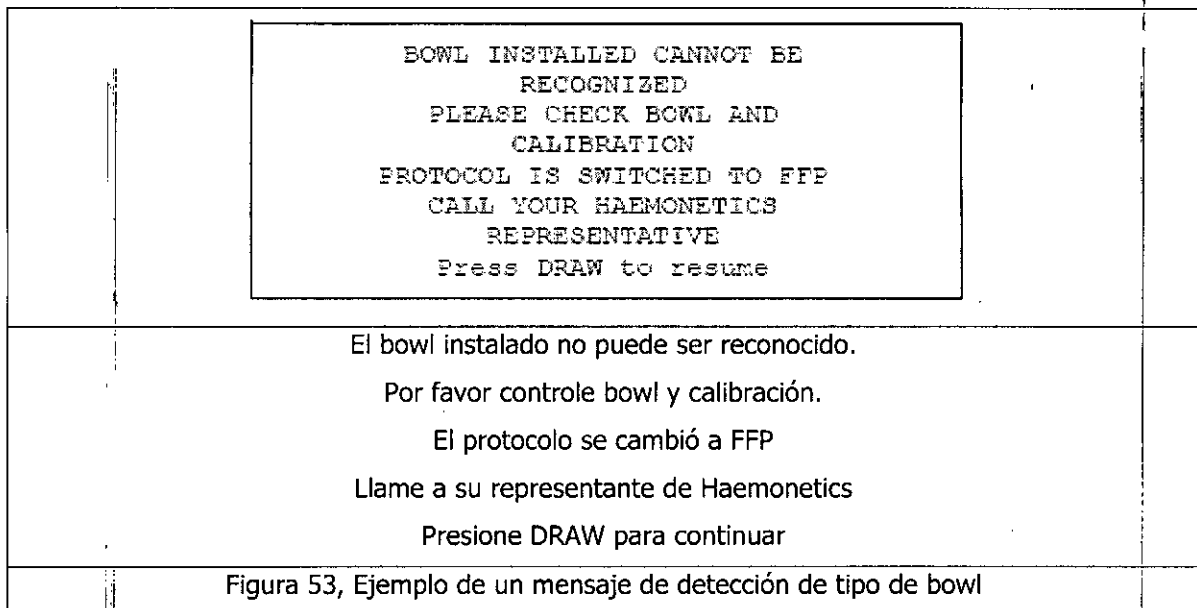 BOWL INSTALLED CANNOT BE
RECOGNIZED
PLEASE CHECK BOWL AND
CALIBRATION
PROTOCOL IS SWITCHED TO FFP
CALL YOUR HAEMONETICS
REPRESENTATIVE
Press DRAW to resume
El bowl instalado no puede ser reconocido.
Por favor controle bowl y calibración.
El protocolo se cambió a FFP
Llame a su representante de Haemonetics
Presione DRAW para continuar
Figura 53, Ejemplo de un mensaje de detección de tipo de bowl